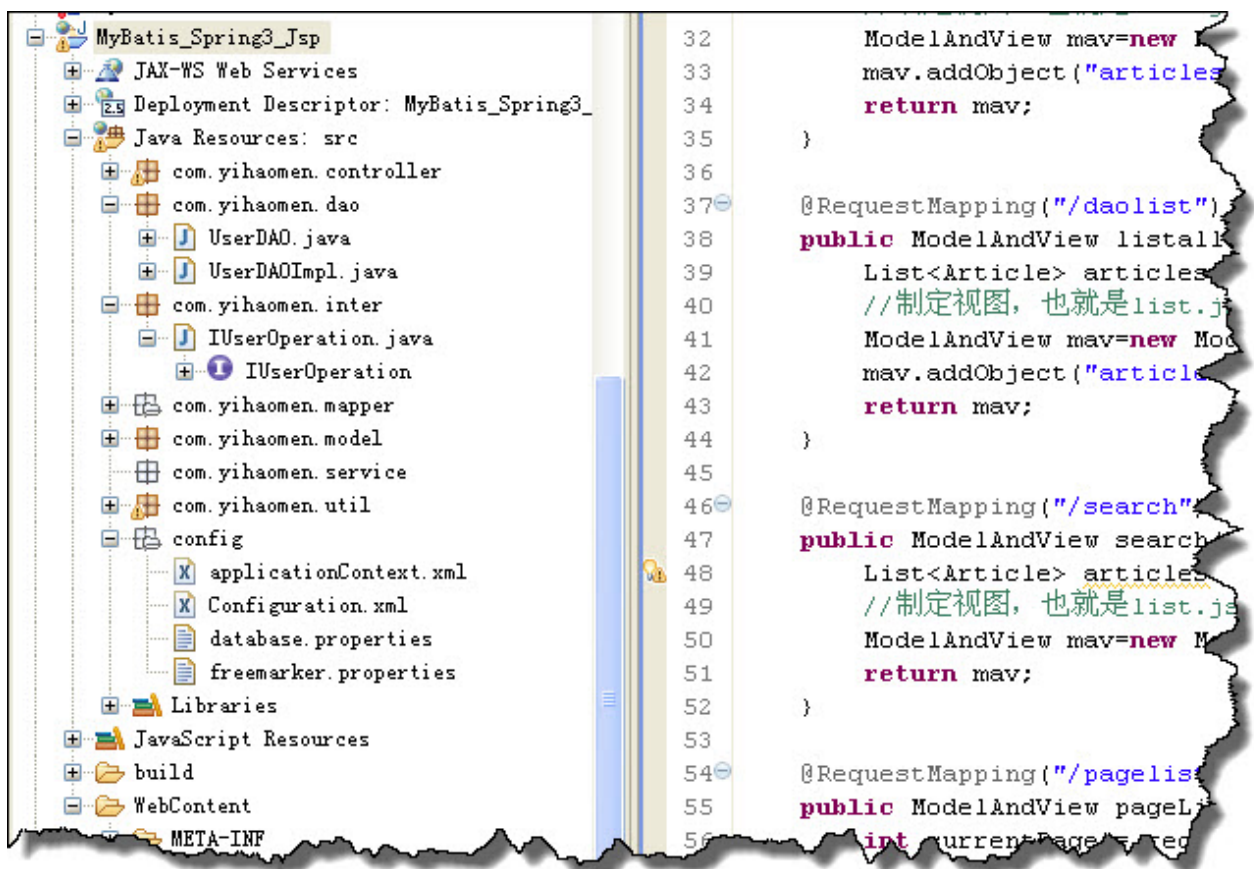 MyBatis_Spring3_Jsp
JAX-WS Web Services
Deployment Descriptor: MyBatis_Spring3_
Java Resources: src
com.yihaomen.controller
com.yihaomen.dao
UserDAO.java
UserDAOImpl.java
com.yihaomen.inter
IUserOperation.java
IUserOperation
com.yihaomen.mapper
com.yihaomen.model
com.yihaomen.service
com.yihaomen.util
config
applicationContext.xml
Configuration.xml
database.properties
freemarker.properties
Libraries
JavaScript Resources
build
WebContent
META-INF
32 ModelAndView mav=new
33 mav.addObject("articles
34 return mav;
35 }
36
37 @RequestMapping("/daolist")
38 public ModelAndView listall
39 List<Article> articles
40 //制定视图，也就是list.j
41 ModelAndView mav=new Mod
42 mav.addObject("article
43 return mav;
44 }
45
46 @RequestMapping("/search"
47 public ModelAndView search
48 List<Article> articles
49 //制定视图，也就是list.js
50 ModelAndView mav=new M
51 return mav;
52 }
53
54 @RequestMapping("/pagelis
55 public ModelAndView pageLi
56 int currentPage